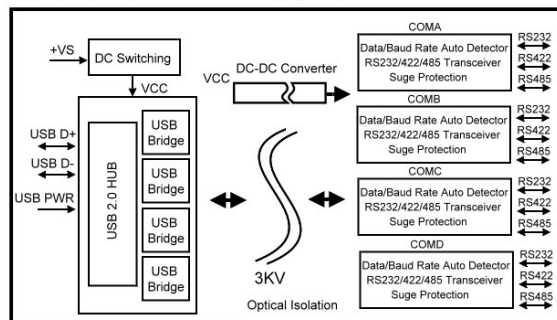 +VS
DC Switching
VCC
USB D+
USB D-
USB PWR
USB 2.0 HUB
USB
Bridge
USB
Bridge
USB
Bridge
USB
Bridge
DC-DC Converter
VCC
3KV
Optical Isolation
COMA
Data/Baud Rate Auto Detector
RS232/422/485 Transceiver
Suge Protection
RS232
RS422
RS485
COMB
Data/Baud Rate Auto Detector
RS232/422/485 Transceiver
Suge Protection
RS232
RS422
RS485
COMC
Data/Baud Rate Auto Detector
RS232/422/485 Transceiver
Suge Protection
RS232
RS422
RS485
COMD
Data/Baud Rate Auto Detector
RS232/422/485 Transceiver
Suge Protection
RS232
RS422
RS485